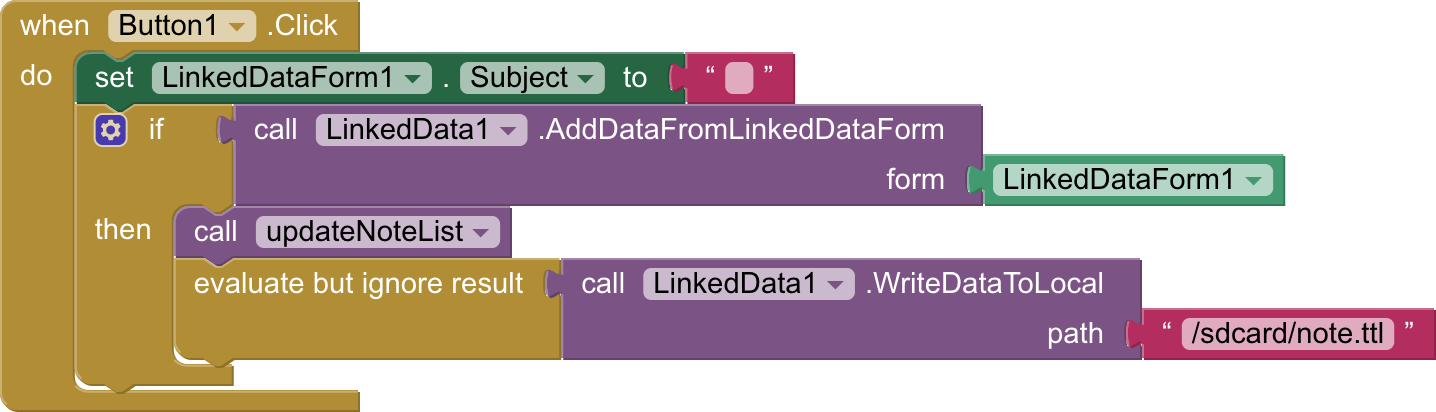 when Button1 .Click
do set LinkedDataForm1 . Subject to “ ”
if call LinkedData1 .AddDataFromLinkedDataForm
form LinkedDataForm1
then call updateNoteList
evaluate but ignore result call LinkedData1 .WriteDataToLocal
path “ /sdcard/note.ttl ”